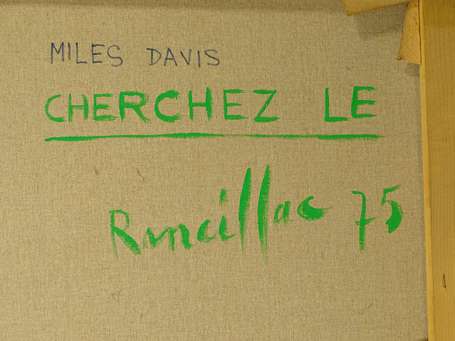 MILES DAVIS
CHERCHEZ LE
Rancillac 75